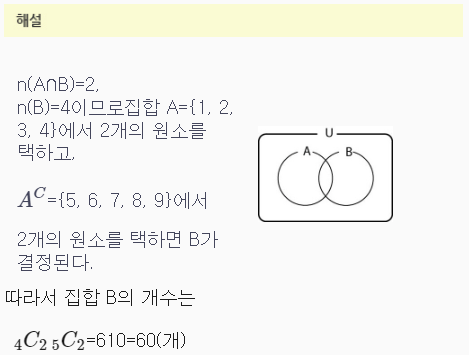 해설
n(A∩B)=2,
n(B)=4이므로집합 A={1, 2,
3, 4}에서 2개의 원소를
택하고,
A^C={5, 6, 7, 8, 9}에서
2개의 원소를 택하면 B가
결정된다.
따라서 집합 B의 개수는
₄C₂ ₅C₂=610=60(개)
U
A B